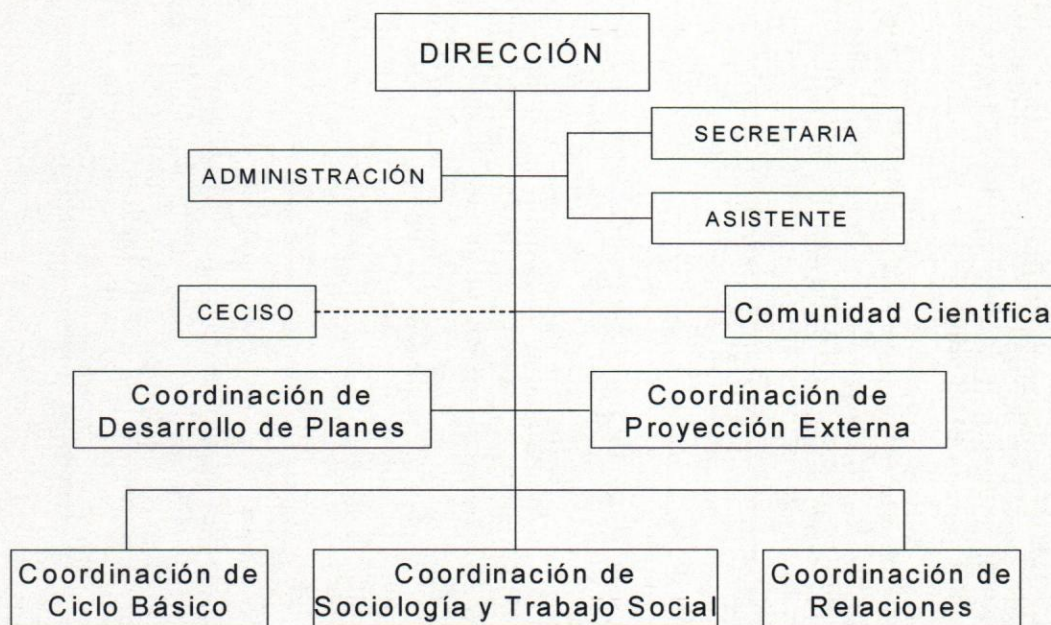 DIRECCIÓN
SECRETARIA
ADMINISTRACIÓN
ASISTENTE
CECISO
Comunidad Científica
Coordinación de
Desarrollo de Planes
Coordinación de
Proyección Externa
Coordinación de
Ciclo Básico
Coordinación de
Sociología y Trabajo Social
Coordinación de
Relaciones